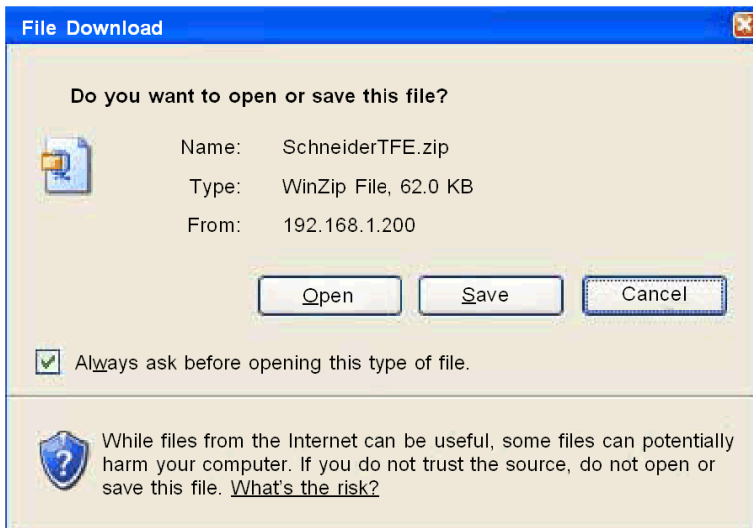 File Download
Do you want to open or save this file?
Name: SchneiderTFE.zip
Type: WinZip File, 62.0 KB
From: 192.168.1.200
Open Save Cancel
Always ask before opening this type of file.
While files from the Internet can be useful, some files can potentially
harm your computer. If you do not trust the source, do not open or
save this file. What's the risk?